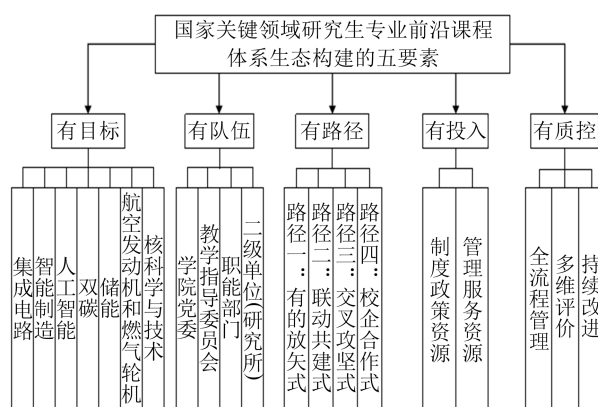 国家关键领域研究生专业前沿课程
体系生态构建的五要素
有目标
有队伍
有路径
有投入
有质控
集成电路
智能制造
人工智能
双碳
储能
航空发动机和燃气轮机
核科学与技术
学院党委
教学指导委员会
职能部门
二级单位(研究所)
路径一：有的放矢式
路径二：联动共建式
路径三：交叉攻坚式
路径四：校企合作式
制度政策资源
管理服务资源
全流程管理
多维评价
持续改进